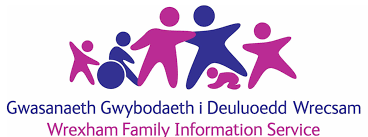 Gwasanaeth Gwybodaeth i Deuluoedd Wrecsam
Wrexham Family Information Service